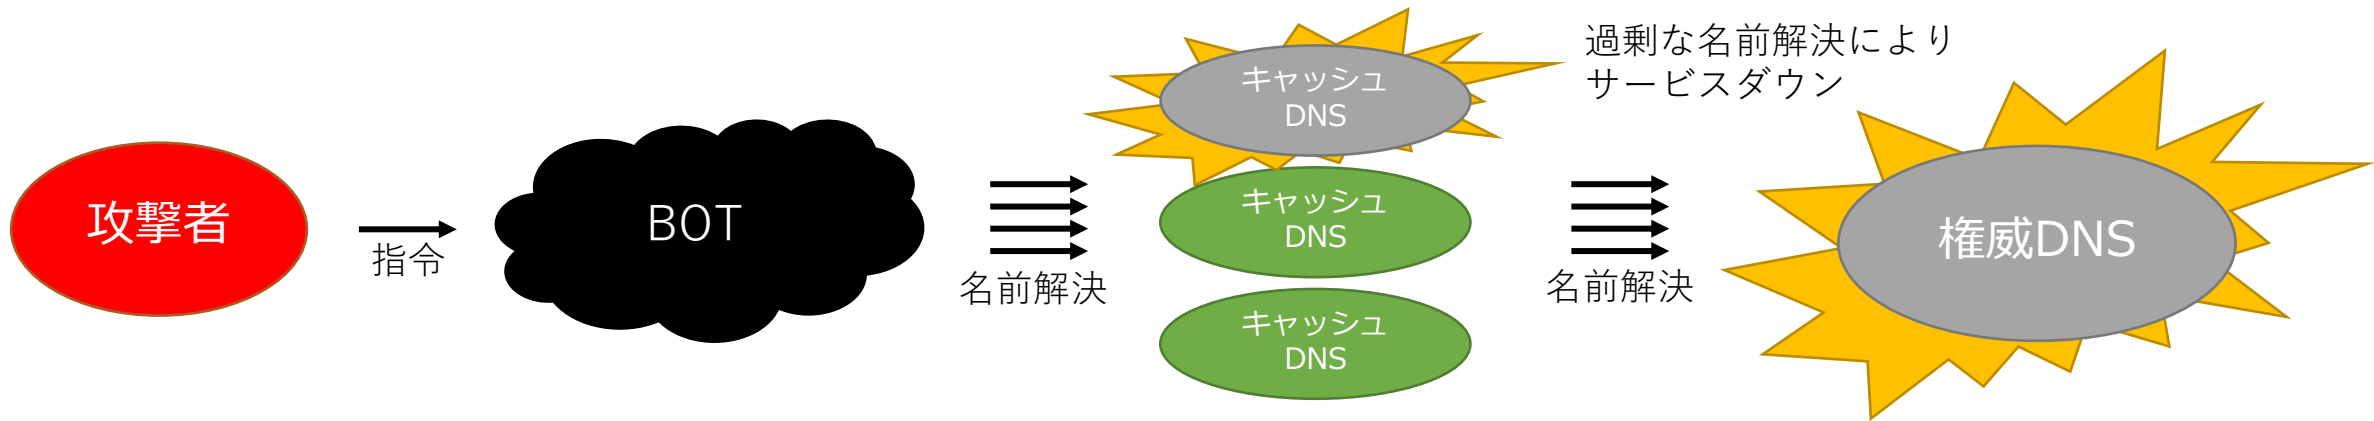 攻撃者
指令
BOT
名前解決
キャッシュ
DNS
キャッシュ
DNS
キャッシュ
DNS
過剰な名前解決により
サービスダウン
名前解決
権威DNS